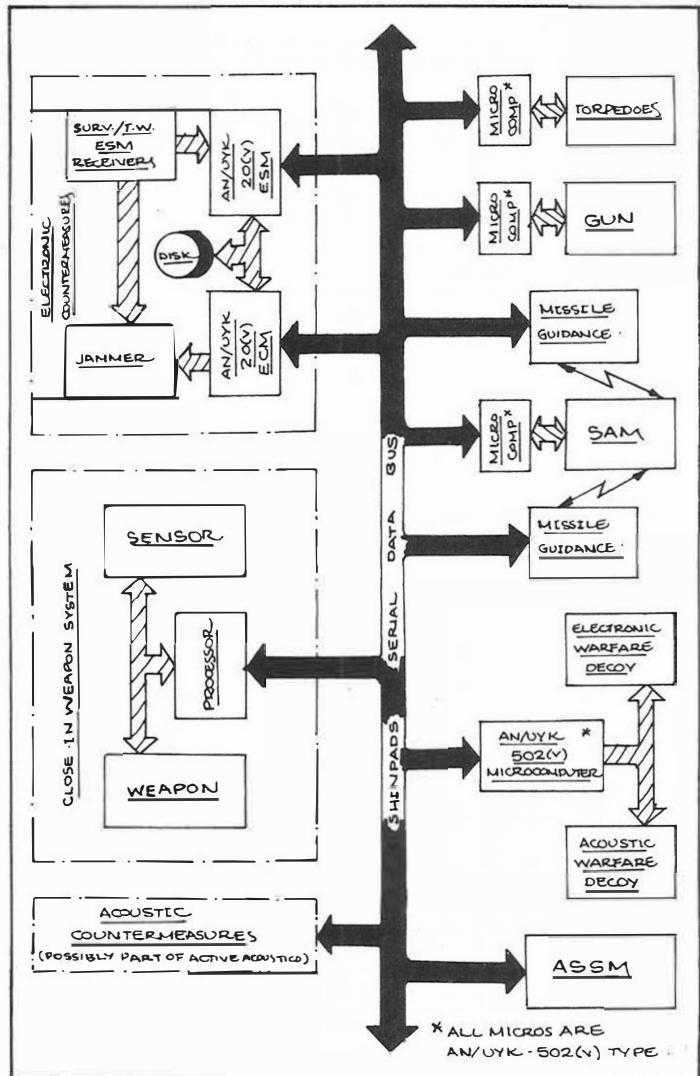 ELECTRONIC
COUNTERMEASURES
SURV./T.W.
ESM
RECEIVERS
AN/UYK
20(V)
ESM
DISK
JAMMER
AN/UYK
20(V)
ECM
CLOSE-IN WEAPON SYSTEM
SENSOR
PROCESSOR
WEAPON
ACOUSTIC
COUNTERMEASURES
(POSSIBLY PART OF ACTIVE ACOUSTICO)
SHINPADS SERIAL DATA BUS
MICRO
COMP*
TORPEDOES
MICRO
COMP*
GUN
MISSILE
GUIDANCE.
MICRO
COMP*
SAM
MISSILE
GUIDANCE.
ELECTRONIC
WARFARE
DECOY
AN/UYK *
502(V)
MICROCOMPUTER
ACOUSTIC
WARFARE
DECOY
ASSM
* ALL MICROS ARE
AN/UYK-502(V) TYPE